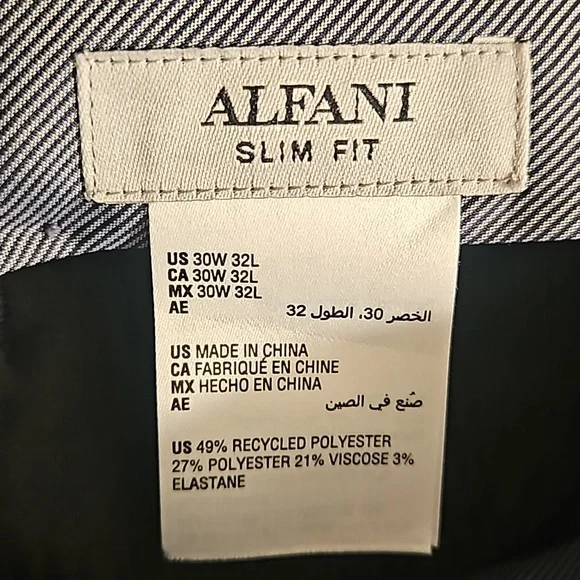 ALFANI
SLIM FIT
US 30W 32L
CA 30W 32L
MX 30W 32L
AE الخصر 30، الطول 32
US MADE IN CHINA
CA FABRIQUÉ EN CHINE
MX HECHO EN CHINA
AE صُنع في الصين
US 49% RECYCLED POLYESTER
27% POLYESTER 21% VISCOSE 3%
ELASTANE